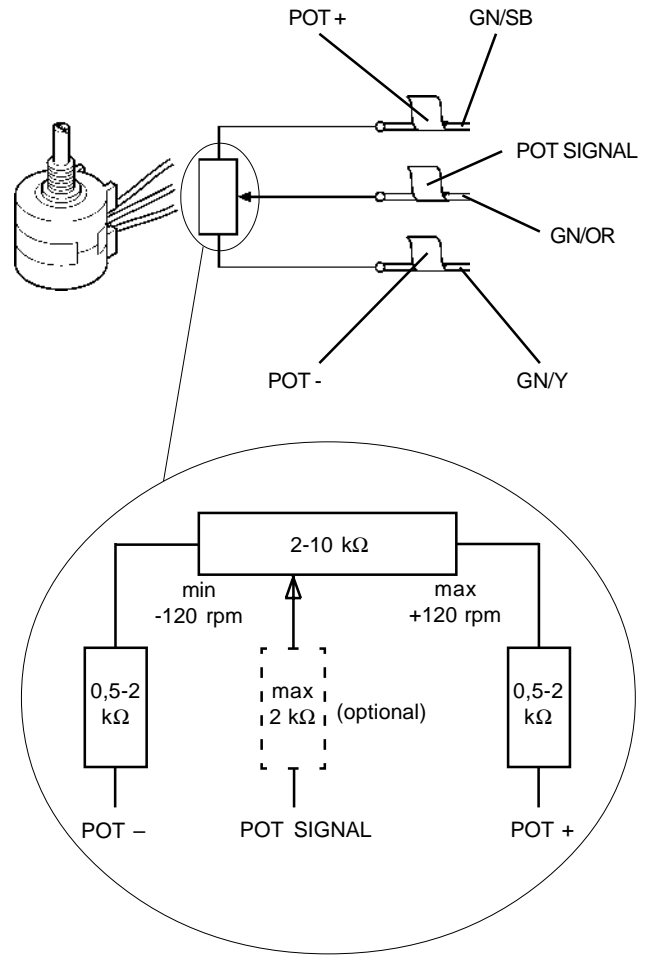 POT +
GN/SB
POT SIGNAL
GN/OR
POT -
GN/Y
2-10 kΩ
min
-120 rpm
max
+120 rpm
0,5-2
kΩ
max
2 kΩ
(optional)
0,5-2
kΩ
POT –
POT SIGNAL
POT +